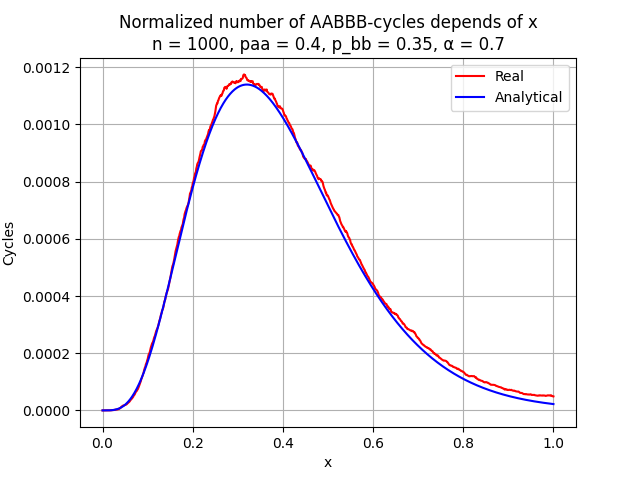 Normalized number of AABBB-cycles depends of x
n = 1000, paa = 0.4, p_bb = 0.35, α = 0.7
Real
Analytical
0.0012
0.0010
0.0008
0.0006
0.0004
0.0002
0.0000
Cycles
0.0 0.2 0.4 0.6 0.8 1.0
x